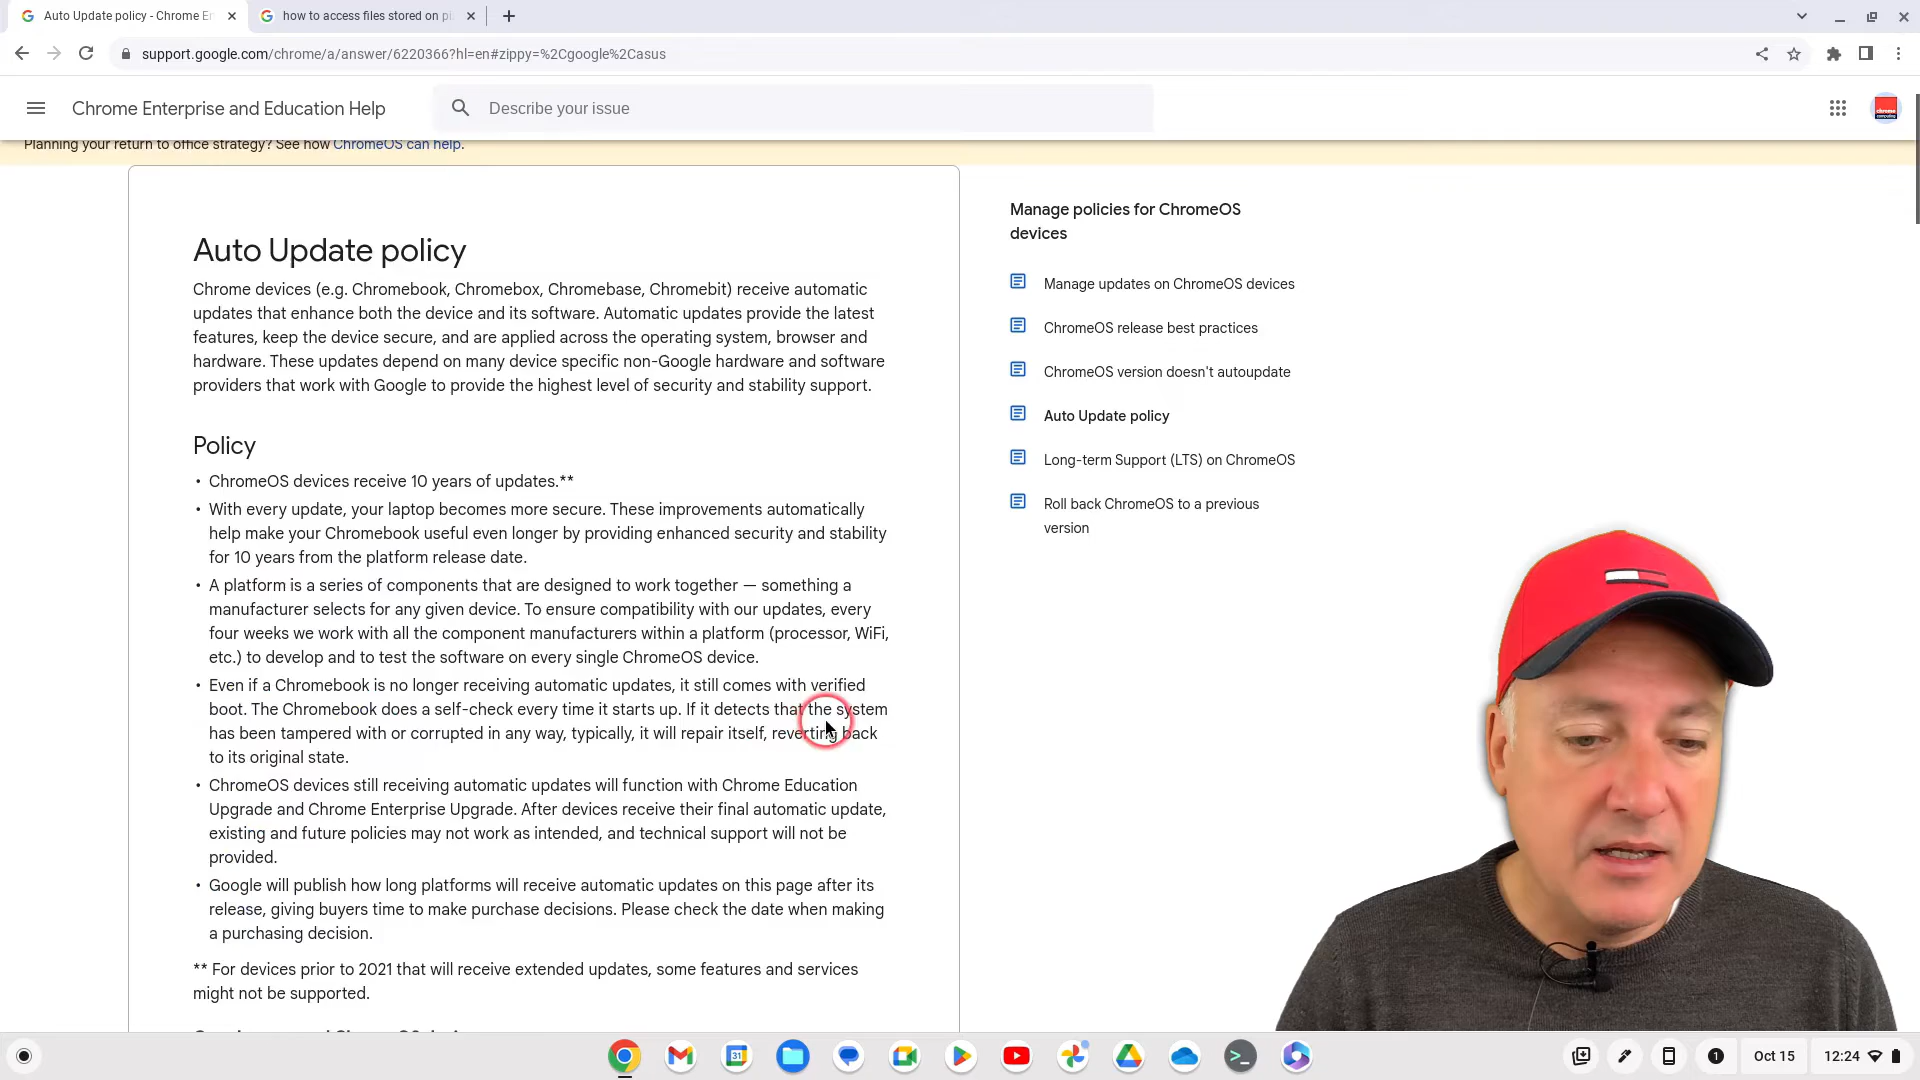 Auto Update policy - Chrome E
how to access files stored on pi
support.google.com/chrome/a/answer/6220366?hl=en#zippy=%2Cgoogle%2Casus
Chrome Enterprise and Education Help
Describe your issue
Planning your return to office strategy? See how ChromeOS can help.
Auto Update policy
Chrome devices (e.g. Chromebook, Chromebox, Chromebase, Chromebit) receive automatic
updates that enhance both the device and its software. Automatic updates provide the latest
features, keep the device secure, and are applied across the operating system, browser and
hardware. These updates depend on many device specific non-Google hardware and software
providers that work with Google to provide the highest level of security and stability support.
Policy
• ChromeOS devices receive 10 years of updates.**
• With every update, your laptop becomes more secure. These improvements automatically
help make your Chromebook useful even longer by providing enhanced security and stability
for 10 years from the platform release date.
• A platform is a series of components that are designed to work together — something a
manufacturer selects for any given device. To ensure compatibility with our updates, every
four weeks we work with all the component manufacturers within a platform (processor, WiFi,
etc.) to develop and to test the software on every single ChromeOS device.
• Even if a Chromebook is no longer receiving automatic updates, it still comes with verified
boot. The Chromebook does a self-check every time it starts up. If it detects that the system
has been tampered with or corrupted in any way, typically, it will repair itself, reverting back
to its original state.
• ChromeOS devices still receiving automatic updates will function with Chrome Education
Upgrade and Chrome Enterprise Upgrade. After devices receive their final automatic update,
existing and future policies may not work as intended, and technical support will not be
provided.
• Google will publish how long platforms will receive automatic updates on this page after its
release, giving buyers time to make purchase decisions. Please check the date when making
a purchasing decision.
** For devices prior to 2021 that will receive extended updates, some features and services
might not be supported.
Manage policies for ChromeOS
devices
Manage updates on ChromeOS devices
ChromeOS release best practices
ChromeOS version doesn't autoupdate
Auto Update policy
Long-term Support (LTS) on ChromeOS
Roll back ChromeOS to a previous
version
31
1
Oct 15
12:24